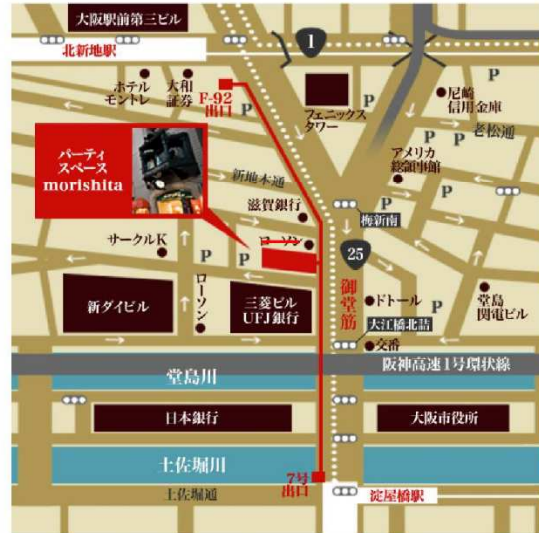 大阪駅前第三ビル
北新地駅
1
ホテル
モントレ
大和
証券
F-92
出口
P
フェニックス
タワー
P
尼崎
信用金庫
P
老松通
パーティ
スペース
morishita
新地本通
アメリカ
総領事館
P
P
滋賀銀行
梅新南
サークルK
P
P
ローソン
25
新ダイビル
ローソン
三菱ビル
UFJ銀行
御堂筋
ドトール
P
堂島
関電ビル
大江橋北詰
交番
阪神高速1号環状線
堂島川
日本銀行
大阪市役所
土佐堀川
7号
出口
土佐堀通
淀屋橋駅